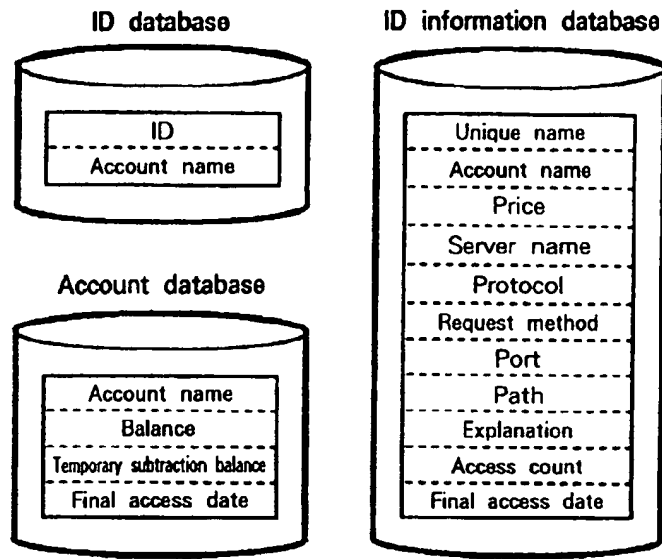 ID database
ID
Account name
Account database
Account name
Balance
Temporary subtraction balance
Final access date
ID information database
Unique name
Account name
Price
Server name
Protocol
Request method
Port
Path
Explanation
Access count
Final access date